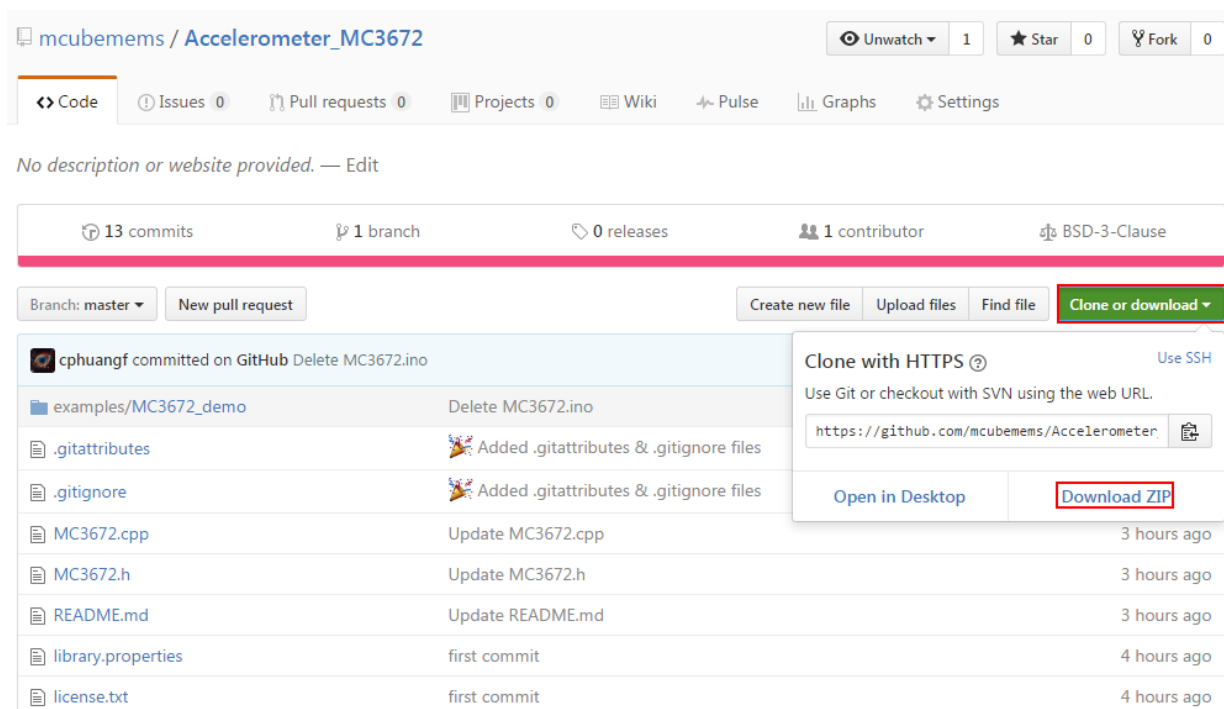 mcubemems / Accelerometer_MC3672
Unwatch 1 Star 0 Fork 0
Code Issues 0 Pull requests 0 Projects 0 Wiki Pulse Graphs Settings
No description or website provided. — Edit
13 commits 1 branch 0 releases 1 contributor BSD-3-Clause
Branch: master New pull request Create new file Upload files Find file Clone or download
cphuangf committed on GitHub Delete MC3672.ino
Clone with HTTPS Use SSH
Use Git or checkout with SVN using the web URL.
https://github.com/mcubemems/Accelerometer_
Open in Desktop Download ZIP
examples/MC3672_demo Delete MC3672.ino
.gitattributes Added .gitattributes & .gitignore files
.gitignore Added .gitattributes & .gitignore files
MC3672.cpp Update MC3672.cpp 3 hours ago
MC3672.h Update MC3672.h 3 hours ago
README.md Update README.md 3 hours ago
library.properties first commit 4 hours ago
license.txt first commit 4 hours ago